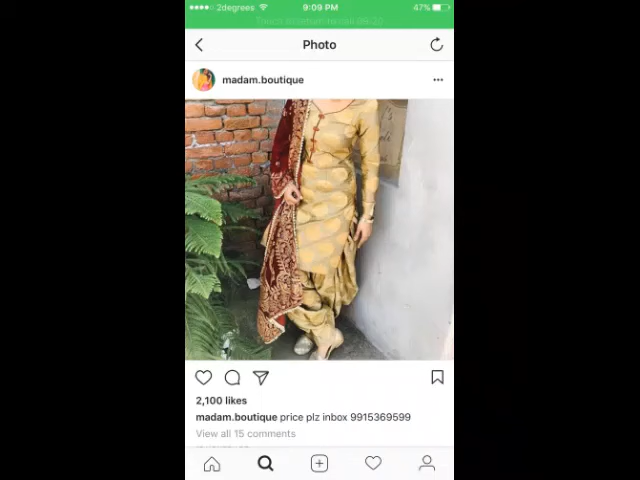 2degrees 9:09 PM 47%
Photo
madam.boutique
2,100 likes
madam.boutique price plz inbox 9915369599
View all 15 comments